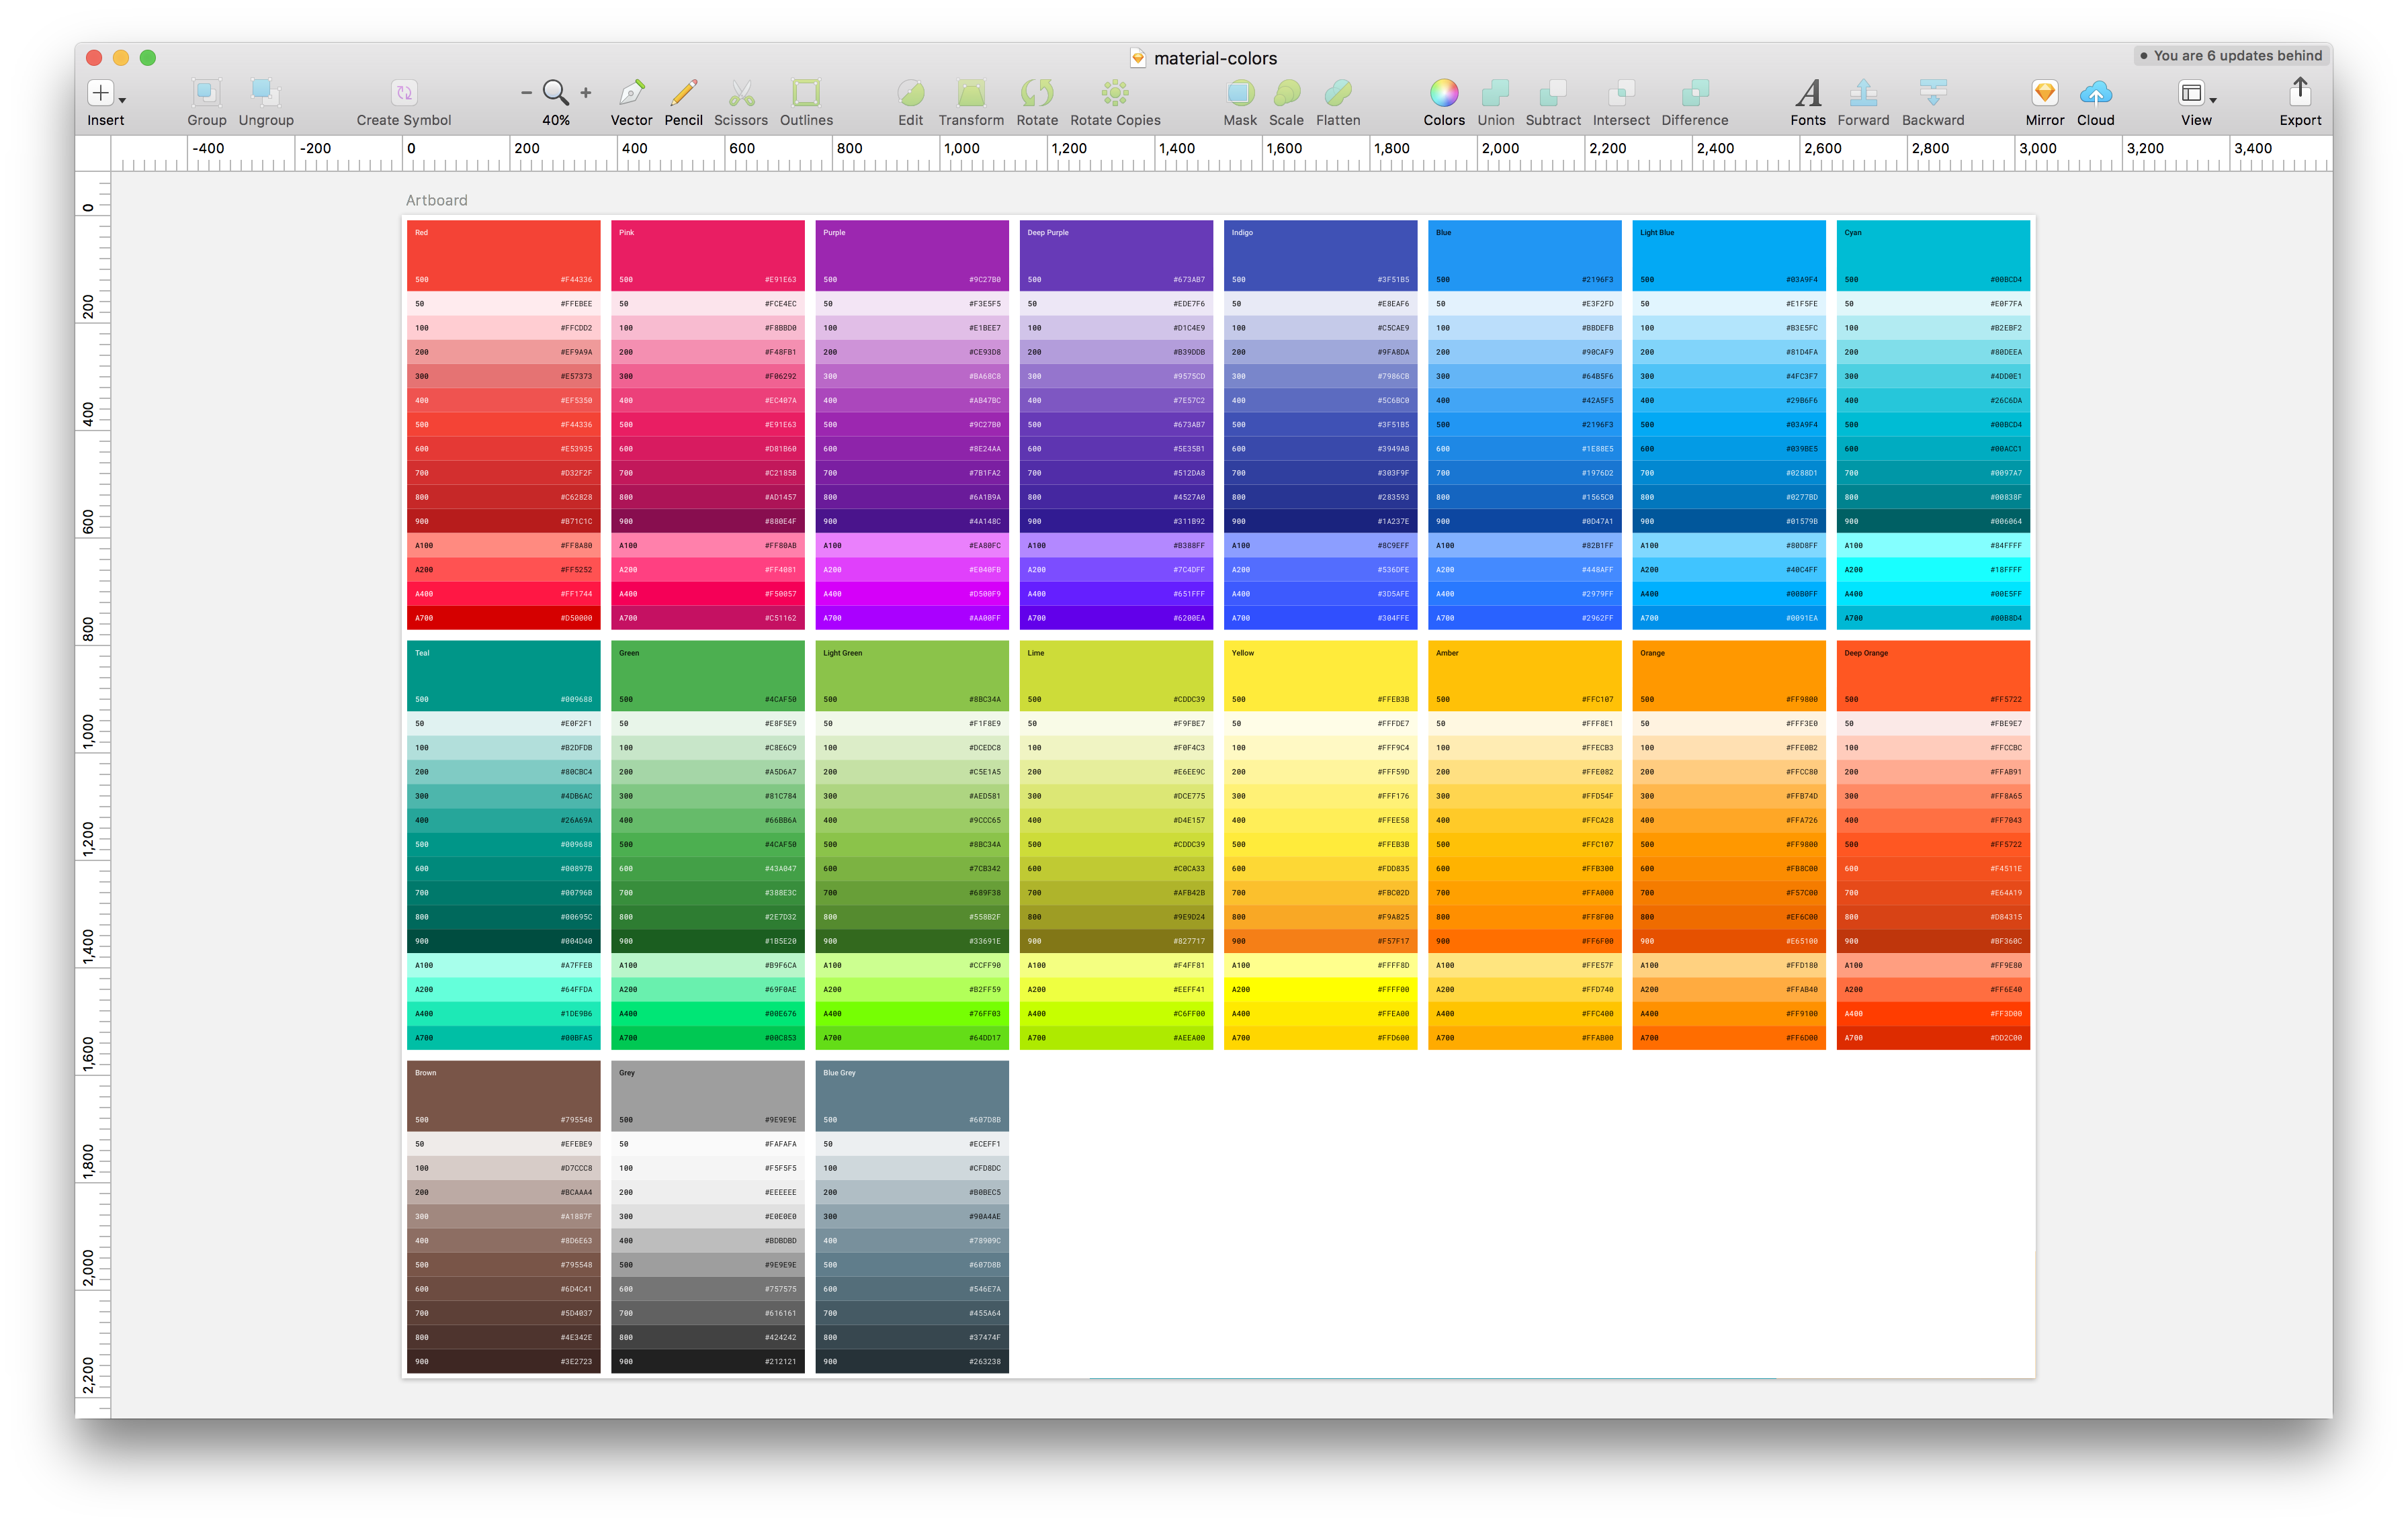 material-colors
You are 6 updates behind
Insert
Group
Ungroup
Create Symbol
40%
Vector
Pencil
Scissors
Outlines
Edit
Transform
Rotate
Rotate Copies
Mask
Scale
Flatten
Colors
Union
Subtract
Intersect
Difference
Fonts
Forward
Backward
Mirror
Cloud
View
Export
-400 -200 0 200 400 600 800 1,000 1,200 1,400 1,600 1,800 2,000 2,200 2,400 2,600 2,800 3,000 3,200 3,400
0
200
400
600
800
1,000
1,200
1,400
1,600
1,800
2,000
2,200
Artboard
Red
500 #F44336
50 #FFEBEE
100 #FFCDD2
200 #EF9A9A
300 #E57373
400 #EF5350
500 #F44336
600 #E53935
700 #D32F2F
800 #C62828
900 #B71C1C
A100 #FF8A80
A200 #FF5252
A400 #FF1744
A700 #D50000
Pink
500 #E91E63
50 #FCE4EC
100 #F8BBD0
200 #F48FB1
300 #F06292
400 #EC407A
500 #E91E63
600 #D81B60
700 #C2185B
800 #AD1457
900 #880E4F
A100 #FF80AB
A200 #FF4081
A400 #F50057
A700 #C51162
Purple
500 #9C27B0
50 #F3E5F5
100 #E1BEE7
200 #CE93D8
300 #BA68C8
400 #AB47BC
500 #9C27B0
600 #8E24AA
700 #7B1FA2
800 #6A1B9A
900 #4A148C
A100 #EA80FC
A200 #E040FB
A400 #D500F9
A700 #AA00FF
Deep Purple
500 #673AB7
50 #EDE7F6
100 #D1C4E9
200 #B39DDB
300 #9575CD
400 #7E57C2
500 #673AB7
600 #5E35B1
700 #512DA8
800 #4527A0
900 #311B92
A100 #B388FF
A200 #7C4DFF
A400 #651FFF
A700 #6200EA
Indigo
500 #3F51B5
50 #E8EAF6
100 #C5CAE9
200 #9FA8DA
300 #7986CB
400 #5C6BC0
500 #3F51B5
600 #3949AB
700 #303F9F
800 #283593
900 #1A237E
A100 #8C9EFF
A200 #536DFE
A400 #3D5AFE
A700 #304FFE
Blue
500 #2196F3
50 #E3F2FD
100 #BBDEFB
200 #90CAF9
300 #64B5F6
400 #42A5F5
500 #2196F3
600 #1E88E5
700 #1976D2
800 #1565C0
900 #0D47A1
A100 #82B1FF
A200 #448AFF
A400 #2979FF
A700 #2962FF
Light Blue
500 #03A9F4
50 #E1F5FE
100 #B3E5FC
200 #81D4FA
300 #4FC3F7
400 #29B6F6
500 #03A9F4
600 #039BE5
700 #0288D1
800 #0277BD
900 #01579B
A100 #80D8FF
A200 #40C4FF
A400 #00B0FF
A700 #0091EA
Cyan
500 #00BCD4
50 #E0F7FA
100 #B2EBF2
200 #80DEEA
300 #4DD0E1
400 #26C6DA
500 #00BCD4
600 #00ACC1
700 #0097A7
800 #00838F
900 #006064
A100 #84FFFF
A200 #18FFFF
A400 #00E5FF
A700 #00B8D4
Teal
500 #009688
50 #E0F2F1
100 #B2DFDB
200 #80CBC4
300 #4DB6AC
400 #26A69A
500 #009688
600 #00897B
700 #00796B
800 #00695C
900 #004D40
A100 #A7FFEB
A200 #64FFDA
A400 #1DE9B6
A700 #00BFA5
Green
500 #4CAF50
50 #E8F5E9
100 #C8E6C9
200 #A5D6A7
300 #81C784
400 #66BB6A
500 #4CAF50
600 #43A047
700 #388E3C
800 #2E7D32
900 #1B5E20
A100 #B9F6CA
A200 #69F0AE
A400 #00E676
A700 #00C853
Light Green
500 #8BC34A
50 #F1F8E9
100 #DCEDC8
200 #C5E1A5
300 #AED581
400 #9CCC65
500 #8BC34A
600 #7CB342
700 #689F38
800 #558B2F
900 #33691E
A100 #CCFF90
A200 #B2FF59
A400 #76FF03
A700 #64DD17
Lime
500 #CDDC39
50 #F9FBE7
100 #F0F4C3
200 #E6EE9C
300 #DCE775
400 #D4E157
500 #CDDC39
600 #C0CA33
700 #AFB42B
800 #9E9D24
900 #827717
A100 #F4FF81
A200 #EEFF41
A400 #C6FF00
A700 #AEEA00
Yellow
500 #FFEB3B
50 #FFFDE7
100 #FFF9C4
200 #FFF59D
300 #FFF176
400 #FFEE58
500 #FFEB3B
600 #FDD835
700 #FBC02D
800 #F9A825
900 #F57F17
A100 #FFFF8D
A200 #FFFF00
A400 #FFEA00
A700 #FFD600
Amber
500 #FFC107
50 #FFF8E1
100 #FFECB3
200 #FFE082
300 #FFD54F
400 #FFCA28
500 #FFC107
600 #FFB300
700 #FFA000
800 #FF8F00
900 #FF6F00
A100 #FFE57F
A200 #FFD740
A400 #FFC400
A700 #FFAB00
Orange
500 #FF9800
50 #FFF3E0
100 #FFE0B2
200 #FFCC80
300 #FFB74D
400 #FFA726
500 #FF9800
600 #FB8C00
700 #F57C00
800 #EF6C00
900 #E65100
A100 #FFD180
A200 #FFAB40
A400 #FF9100
A700 #FF6D00
Deep Orange
500 #FF5722
50 #FBE9E7
100 #FFCCBC
200 #FFAB91
300 #FF8A65
400 #FF7043
500 #FF5722
600 #F4511E
700 #E64A19
800 #D84315
900 #BF360C
A100 #FF9E80
A200 #FF6E40
A400 #FF3D00
A700 #DD2C00
Brown
500 #795548
50 #EFEBE9
100 #D7CCC8
200 #BCAAA4
300 #A1887F
400 #8D6E63
500 #795548
600 #6D4C41
700 #5D4037
800 #4E342E
900 #3E2723
Grey
500 #9E9E9E
50 #FAFAFA
100 #F5F5F5
200 #EEEEEE
300 #E0E0E0
400 #BDBDBD
500 #9E9E9E
600 #757575
700 #616161
800 #424242
900 #212121
Blue Grey
500 #607D8B
50 #ECEFF1
100 #CFD8DC
200 #B0BEC5
300 #90A4AE
400 #78909C
500 #607D8B
600 #546E7A
700 #455A64
800 #37474F
900 #263238